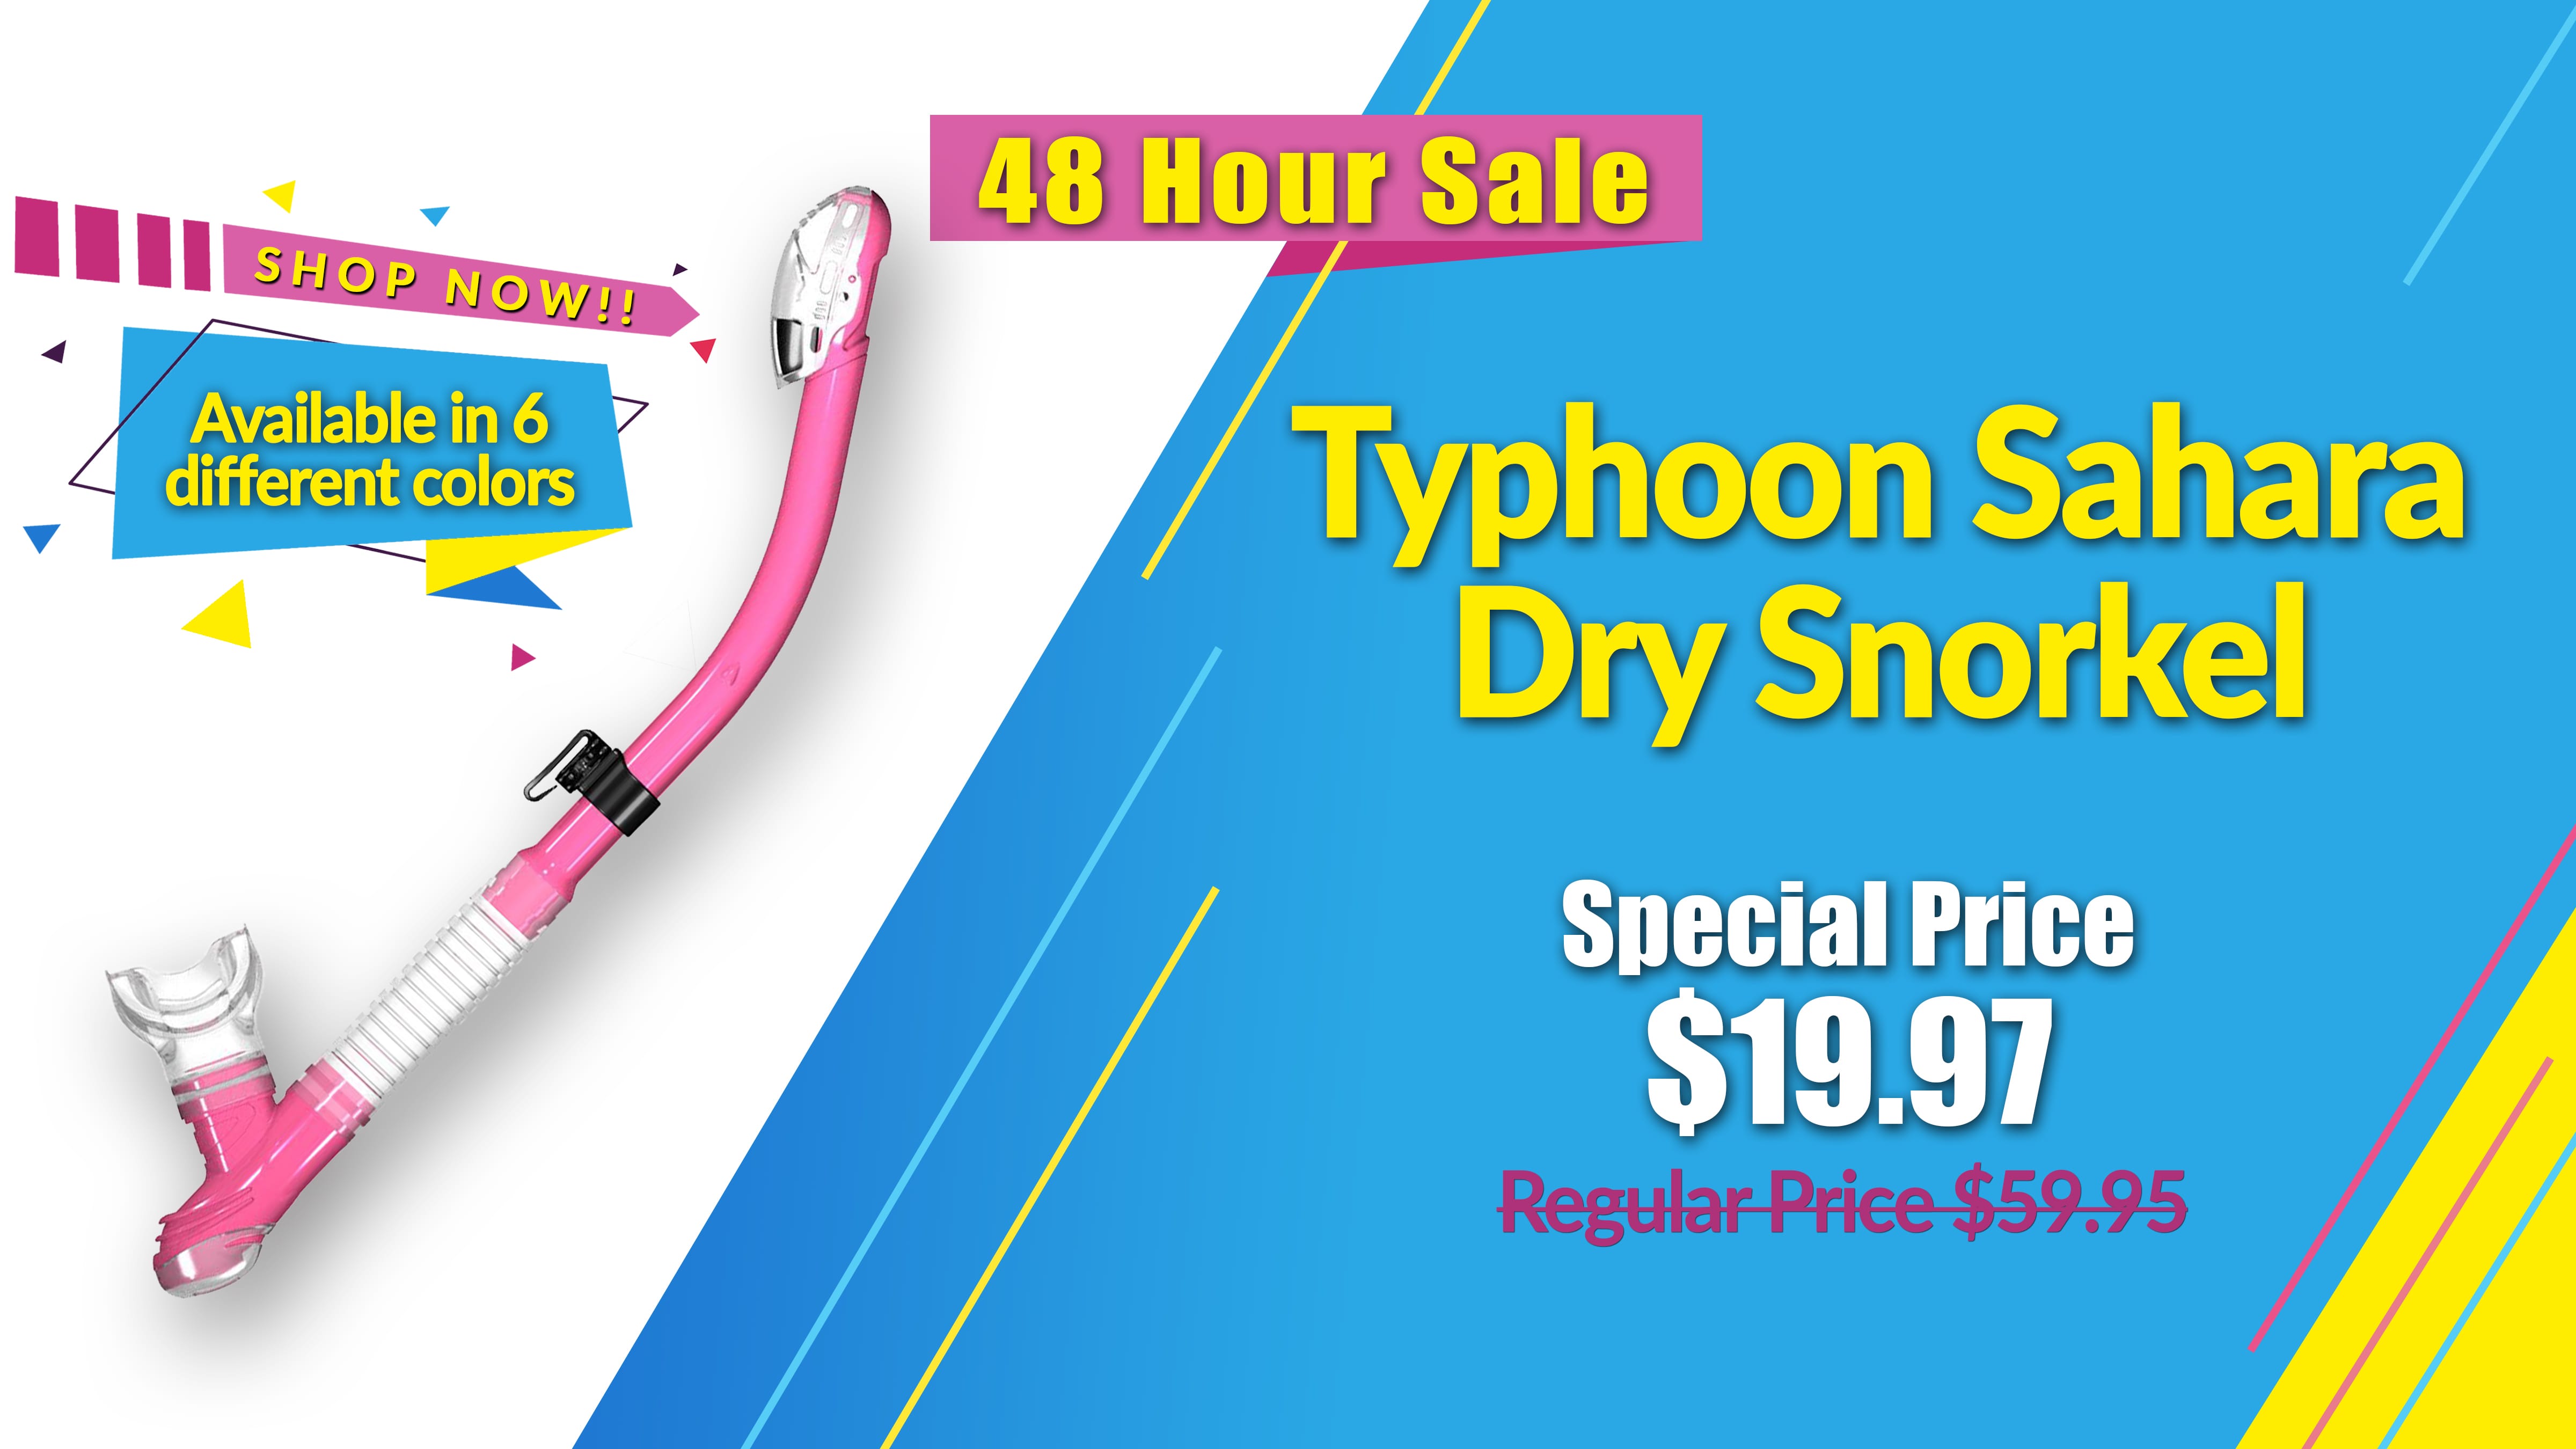 48 Hour Sale
SHOP NOW!!
Available in 6
different colors
Typhoon Sahara
Dry Snorkel
Special Price
$19.97
Regular Price $59.95